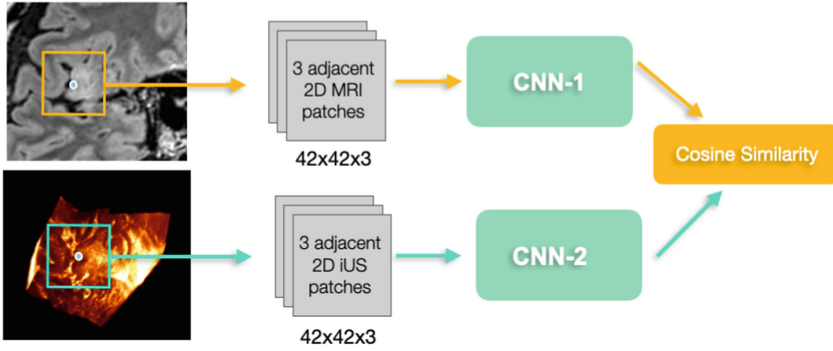 3 adjacent
2D MRI
patches
42x42x3
CNN-1
Cosine Similarity
3 adjacent
2D iUS
patches
42x42x3
CNN-2